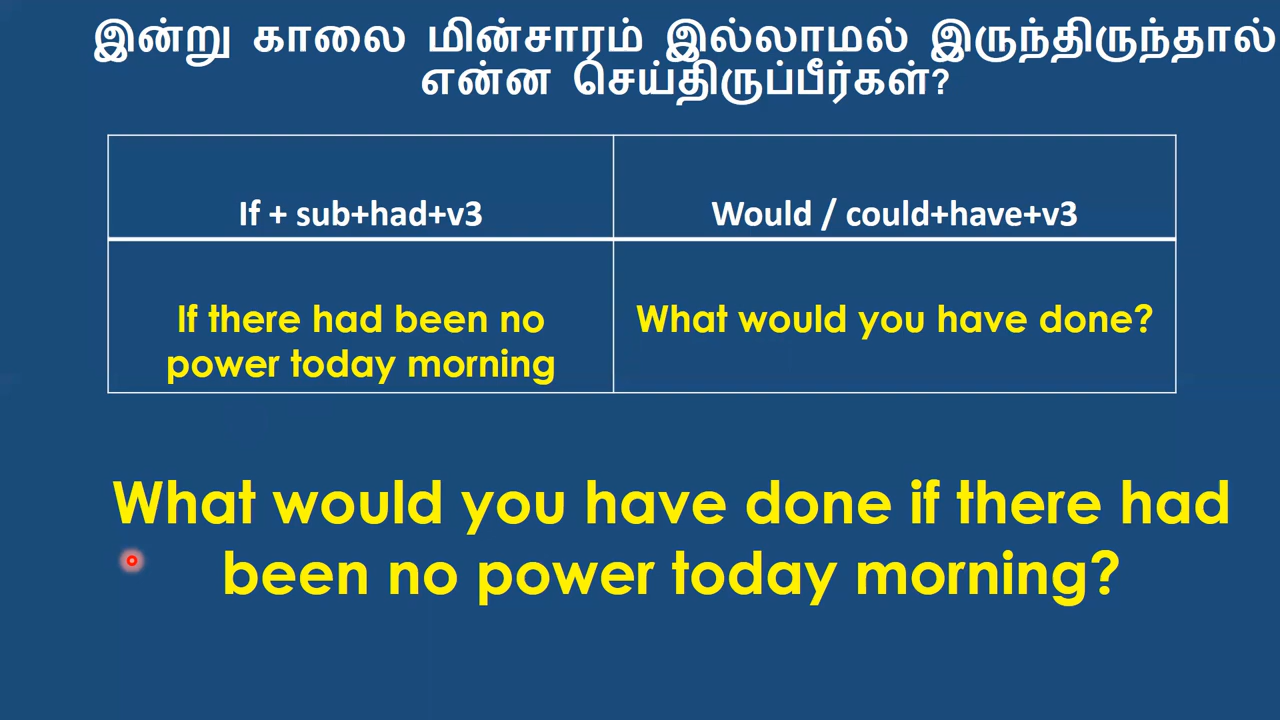 இன்று காலை மின்சாரம் இல்லாமல் இருந்திருந்தால்
என்ன செய்திருப்பீர்கள்?
If + sub+had+v3
Would / could+have+v3
If there had been no
power today morning
What would you have done?
What would you have done if there had
been no power today morning?